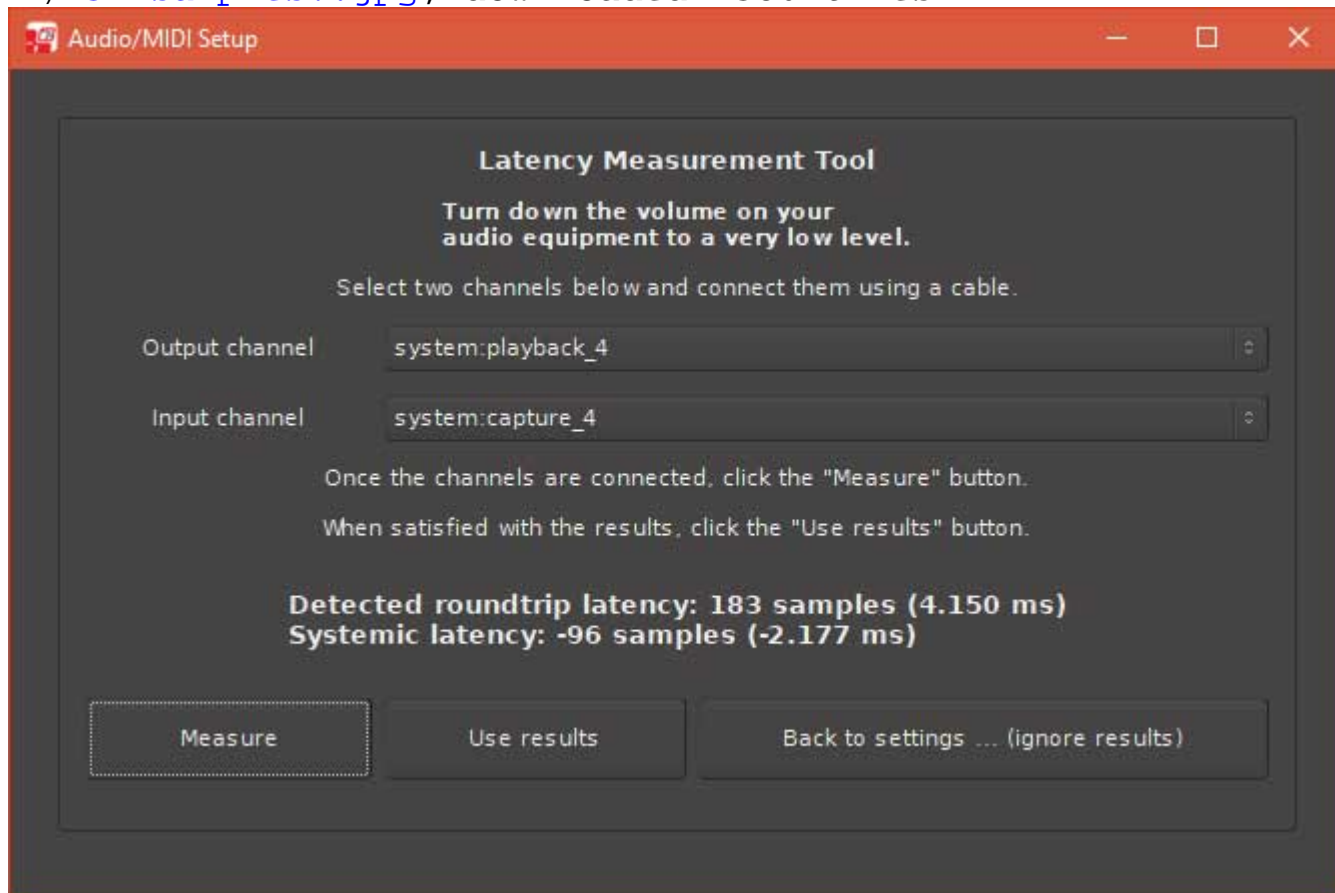 Audio/MIDI Setup
Latency Measurement Tool
Turn down the volume on your
audio equipment to a very low level.
Select two channels below and connect them using a cable.
Output channel system:playback_4
Input channel system:capture_4
Once the channels are connected, click the "Measure" button.
When satisfied with the results, click the "Use results" button.
Detected roundtrip latency: 183 samples (4.150 ms)
Systemic latency: -96 samples (-2.177 ms)
Measure Use results Back to settings ... (ignore results)